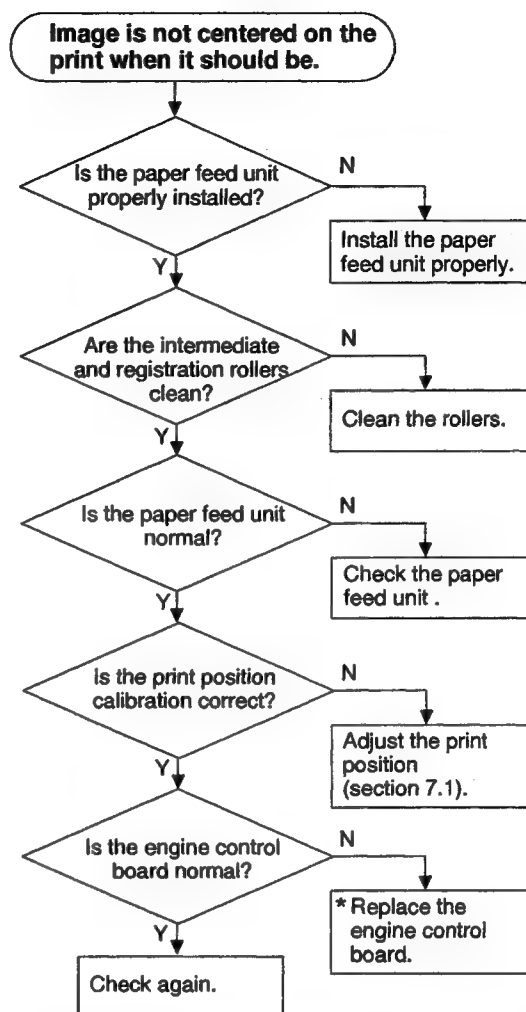 Image is not centered on the
print when it should be.
Is the paper feed unit
properly installed?
N
Install the paper
feed unit properly.
Y
Are the intermediate
and registration rollers
clean?
N
Clean the rollers.
Y
Is the paper feed unit
normal?
N
Check the paper
feed unit .
Y
Is the print position
calibration correct?
N
Adjust the print
position
(section 7.1).
Y
Is the engine control
board normal?
N
* Replace the
engine control
board.
Y
Check again.